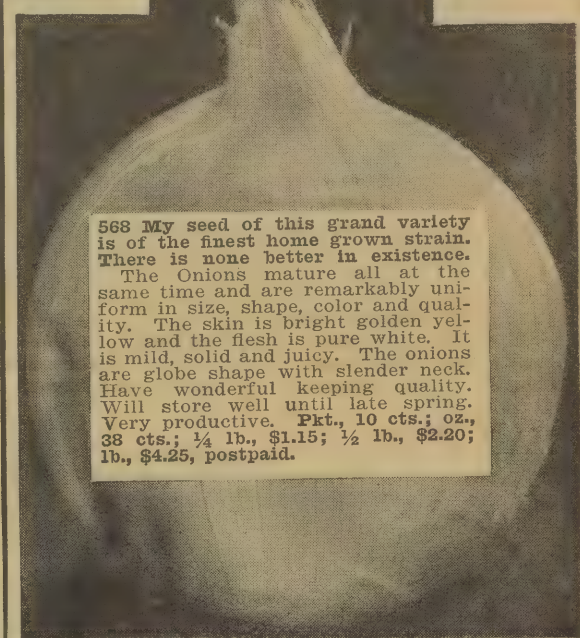 568 My seed of this grand variety
is of the finest home grown strain.
There is none better in existence.
The Onions mature all at the
same time and are remarkably uni-
form in size, shape, color and qual-
ity. The skin is bright golden yel-
low and the flesh is pure white. It
is mild, solid and juicy. The onions
are globe shape with slender neck.
Have wonderful keeping quality.
Will store well until late spring.
Very productive. Pkt., 10 cts.; oz.,
38 cts.; ¼ lb., $1.15; ½ lb., $2.20;
lb., $4.25, postpaid.